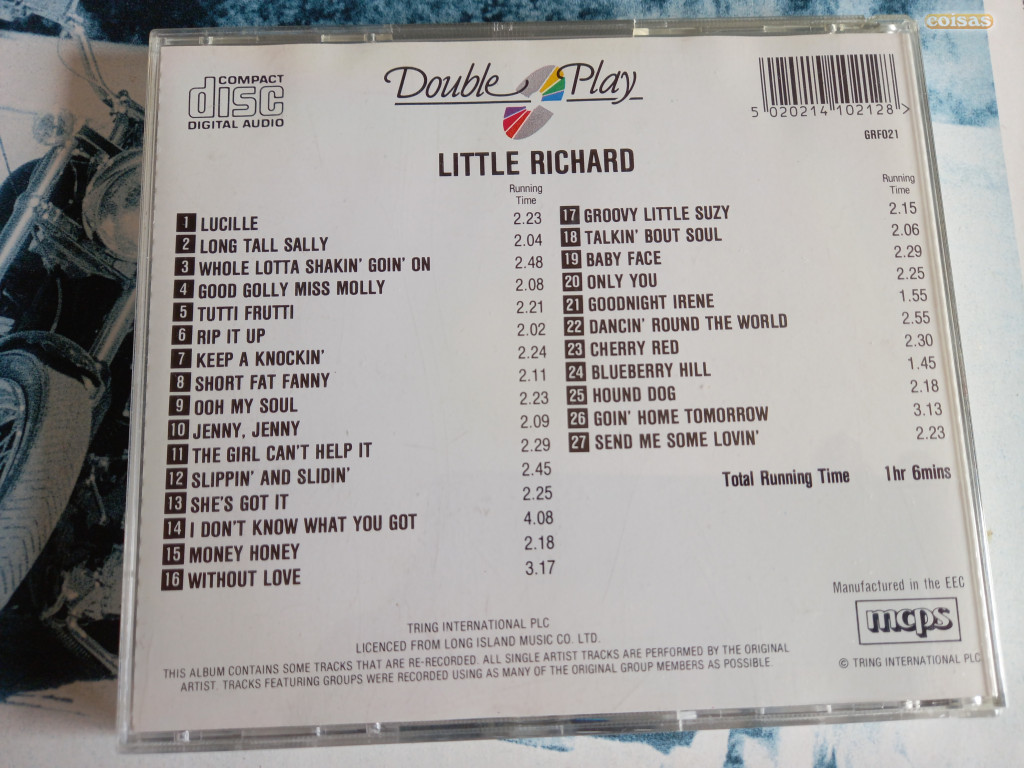 coisas
COMPACT
disc
DIGITAL AUDIO
Double Play
5 020214 102128 >
GRF021
LITTLE RICHARD
Running
Time
1 LUCILLE 2.23
2 LONG TALL SALLY 2.04
3 WHOLE LOTTA SHAKIN' GOIN' ON 2.48
4 GOOD GOLLY MISS MOLLY 2.08
5 TUTTI FRUTTI 2.21
6 RIP IT UP 2.02
7 KEEP A KNOCKIN' 2.24
8 SHORT FAT FANNY 2.11
9 OOH MY SOUL 2.23
10 JENNY, JENNY 2.09
11 THE GIRL CAN'T HELP IT 2.29
12 SLIPPIN' AND SLIDIN' 2.45
13 SHE'S GOT IT 2.25
14 I DON'T KNOW WHAT YOU GOT 4.08
15 MONEY HONEY 2.18
16 WITHOUT LOVE 3.17
Running
Time
17 GROOVY LITTLE SUZY 2.15
18 TALKIN' BOUT SOUL 2.06
19 BABY FACE 2.29
20 ONLY YOU 2.25
21 GOODNIGHT IRENE 1.55
22 DANCIN' ROUND THE WORLD 2.55
23 CHERRY RED 2.30
24 BLUEBERRY HILL 1.45
25 HOUND DOG 2.18
26 GOIN' HOME TOMORROW 3.13
27 SEND ME SOME LOVIN' 2.23
Total Running Time 1hr 6mins
Manufactured in the EEC
mcps
© TRING INTERNATIONAL PLC
TRING INTERNATIONAL PLC
LICENCED FROM LONG ISLAND MUSIC CO. LTD.
THIS ALBUM CONTAINS SOME TRACKS THAT ARE RE-RECORDED. ALL SINGLE ARTIST TRACKS ARE PERFORMED BY THE ORIGINAL
ARTIST. TRACKS FEATURING GROUPS WERE RECORDED USING AS MANY OF THE ORIGINAL GROUP MEMBERS AS POSSIBLE.